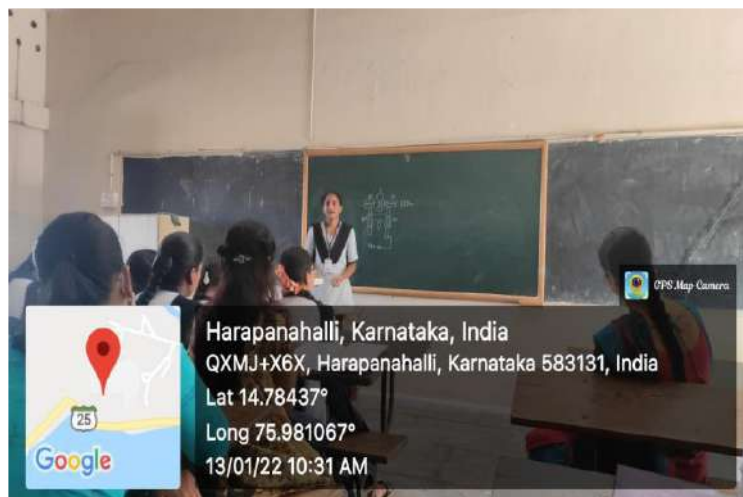 GPS Map Camera
Harapanahalli, Karnataka, India
QXMJ+X6X, Harapanahalli, Karnataka 583131, India
Lat 14.78437°
Long 75.981067°
13/01/22 10:31 AM
25
Google